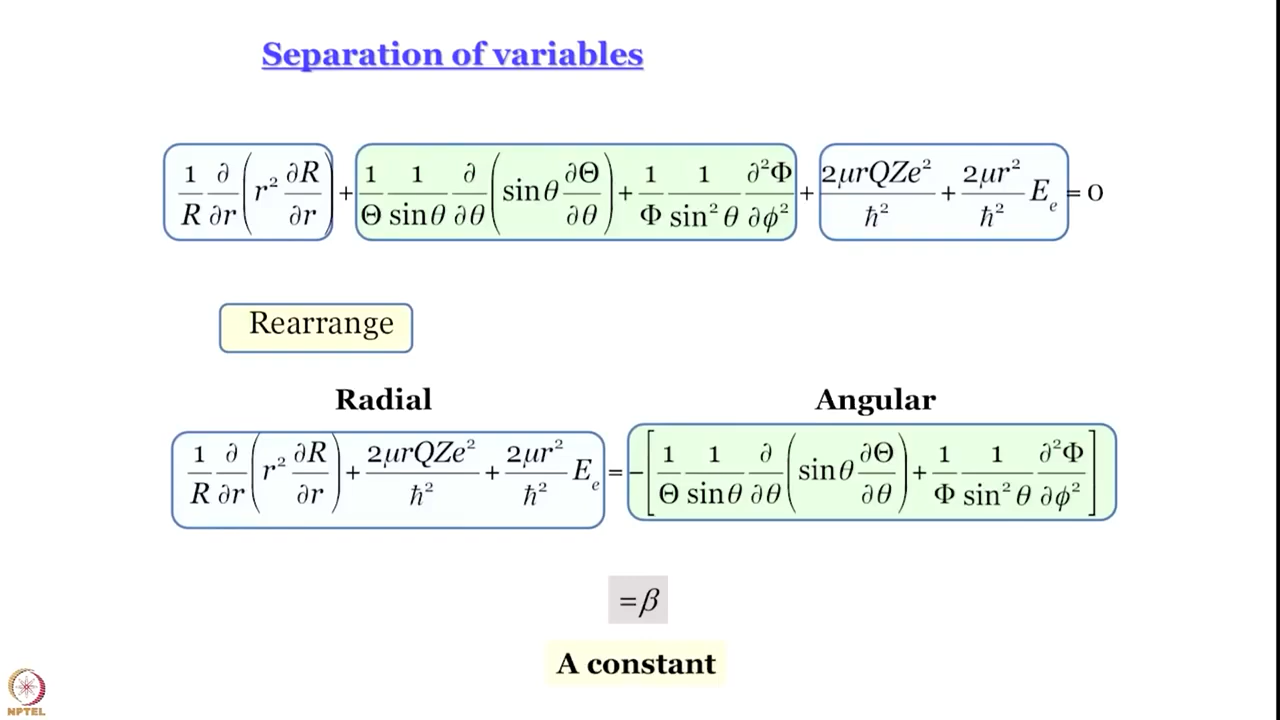 Separation of variables
1/R ∂/∂r (r² ∂R/∂r) + 1/Θ 1/sinθ ∂/∂θ (sinθ ∂Θ/∂θ) + 1/Φ 1/sin²θ ∂²Φ/∂ϕ² + 2μrQZe²/ℏ² + 2μr²/ℏ² Eₑ = 0
Rearrange
Radial Angular
1/R ∂/∂r (r² ∂R/∂r) + 2μrQZe²/ℏ² + 2μr²/ℏ² Eₑ = −[1/Θ 1/sinθ ∂/∂θ (sinθ ∂Θ/∂θ) + 1/Φ 1/sin²θ ∂²Φ/∂ϕ²]
=β
A constant
NPTEL